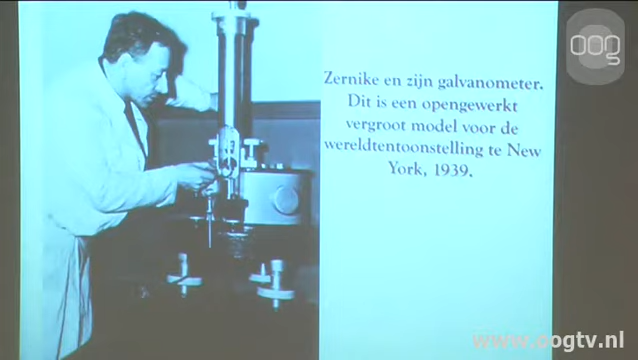 oog
Zernike en zijn galvanometer.
Dit is een opengewerkt
vergroot model voor de
wereldtentoonstelling te New
York, 1939.
www.oogtv.nl